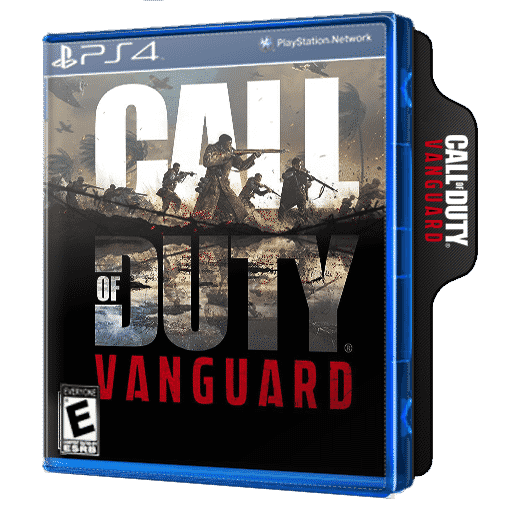 PS4
PlayStation Network
CALL
OF DUTY®
VANGUARD
EVERYONE
E
ESRB
CALL OF DUTY®
VANGUARD